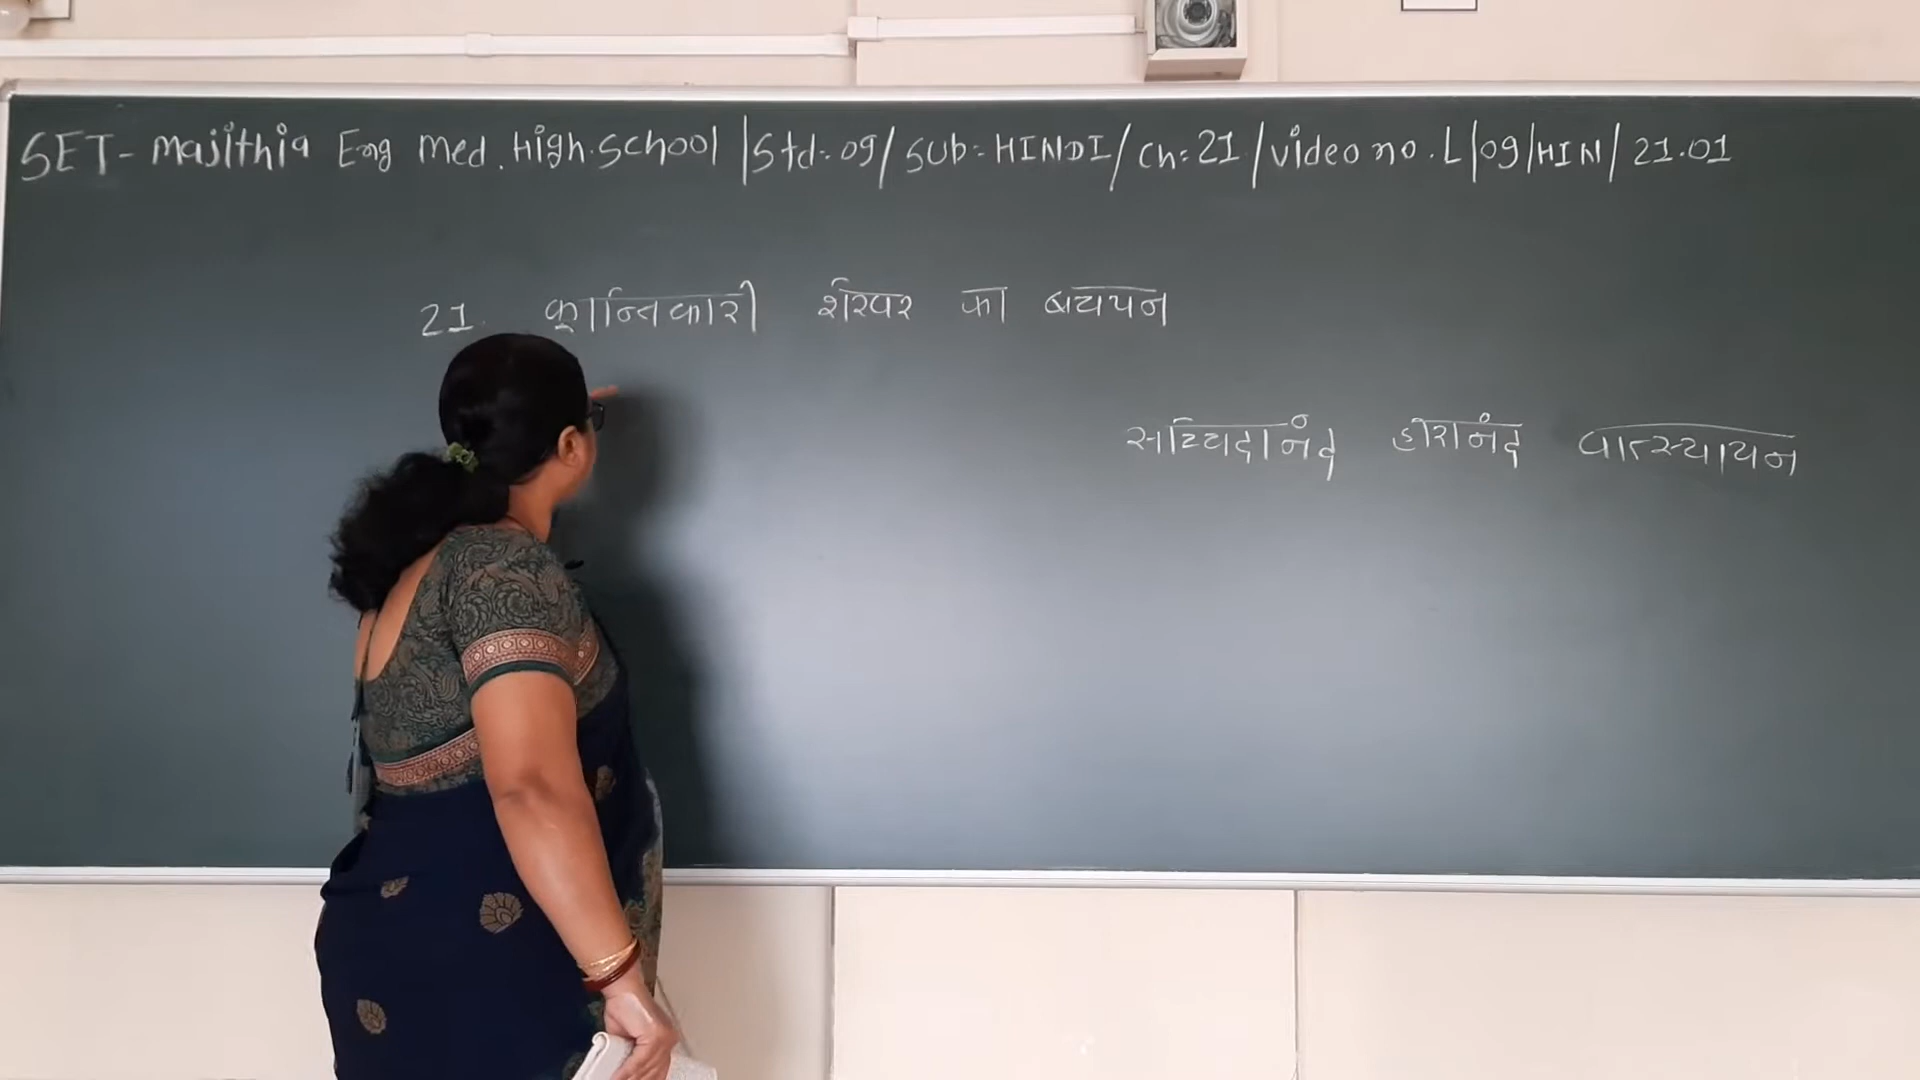 SET- Majithia Eng Med. High.School |Std:-09/ SUb:- HINDI/ Ch:- 21 /Video no. L|09|HIN| 21.01
21. क्रान्तिकारी शेखर का बचपन
सच्चिदानंद हीरानंद वात्स्यायन